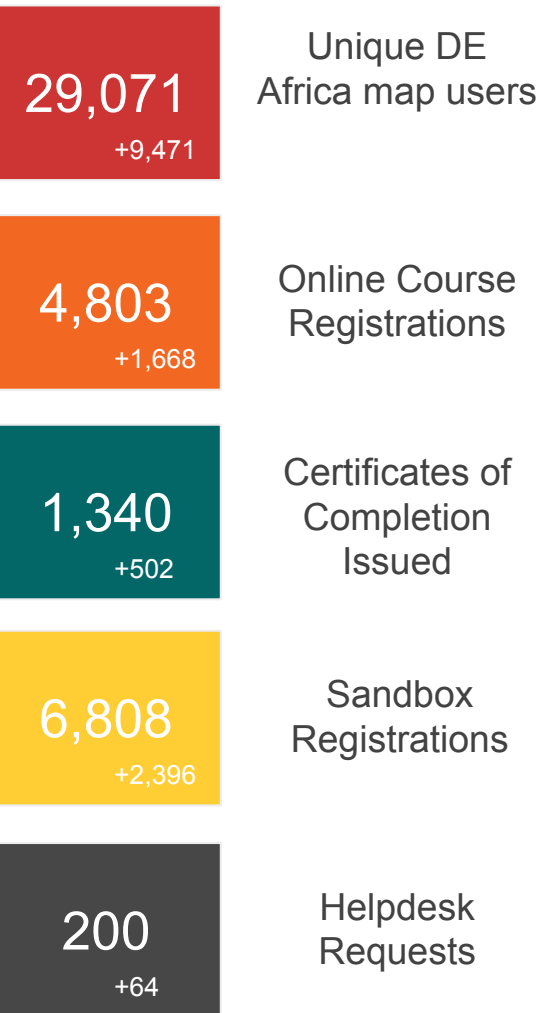 29,071
+9,471
Unique DE
Africa map users
4,803
+1,668
Online Course
Registrations
1,340
+502
Certificates of
Completion
Issued
6,808
+2,396
Sandbox
Registrations
200
+64
Helpdesk
Requests